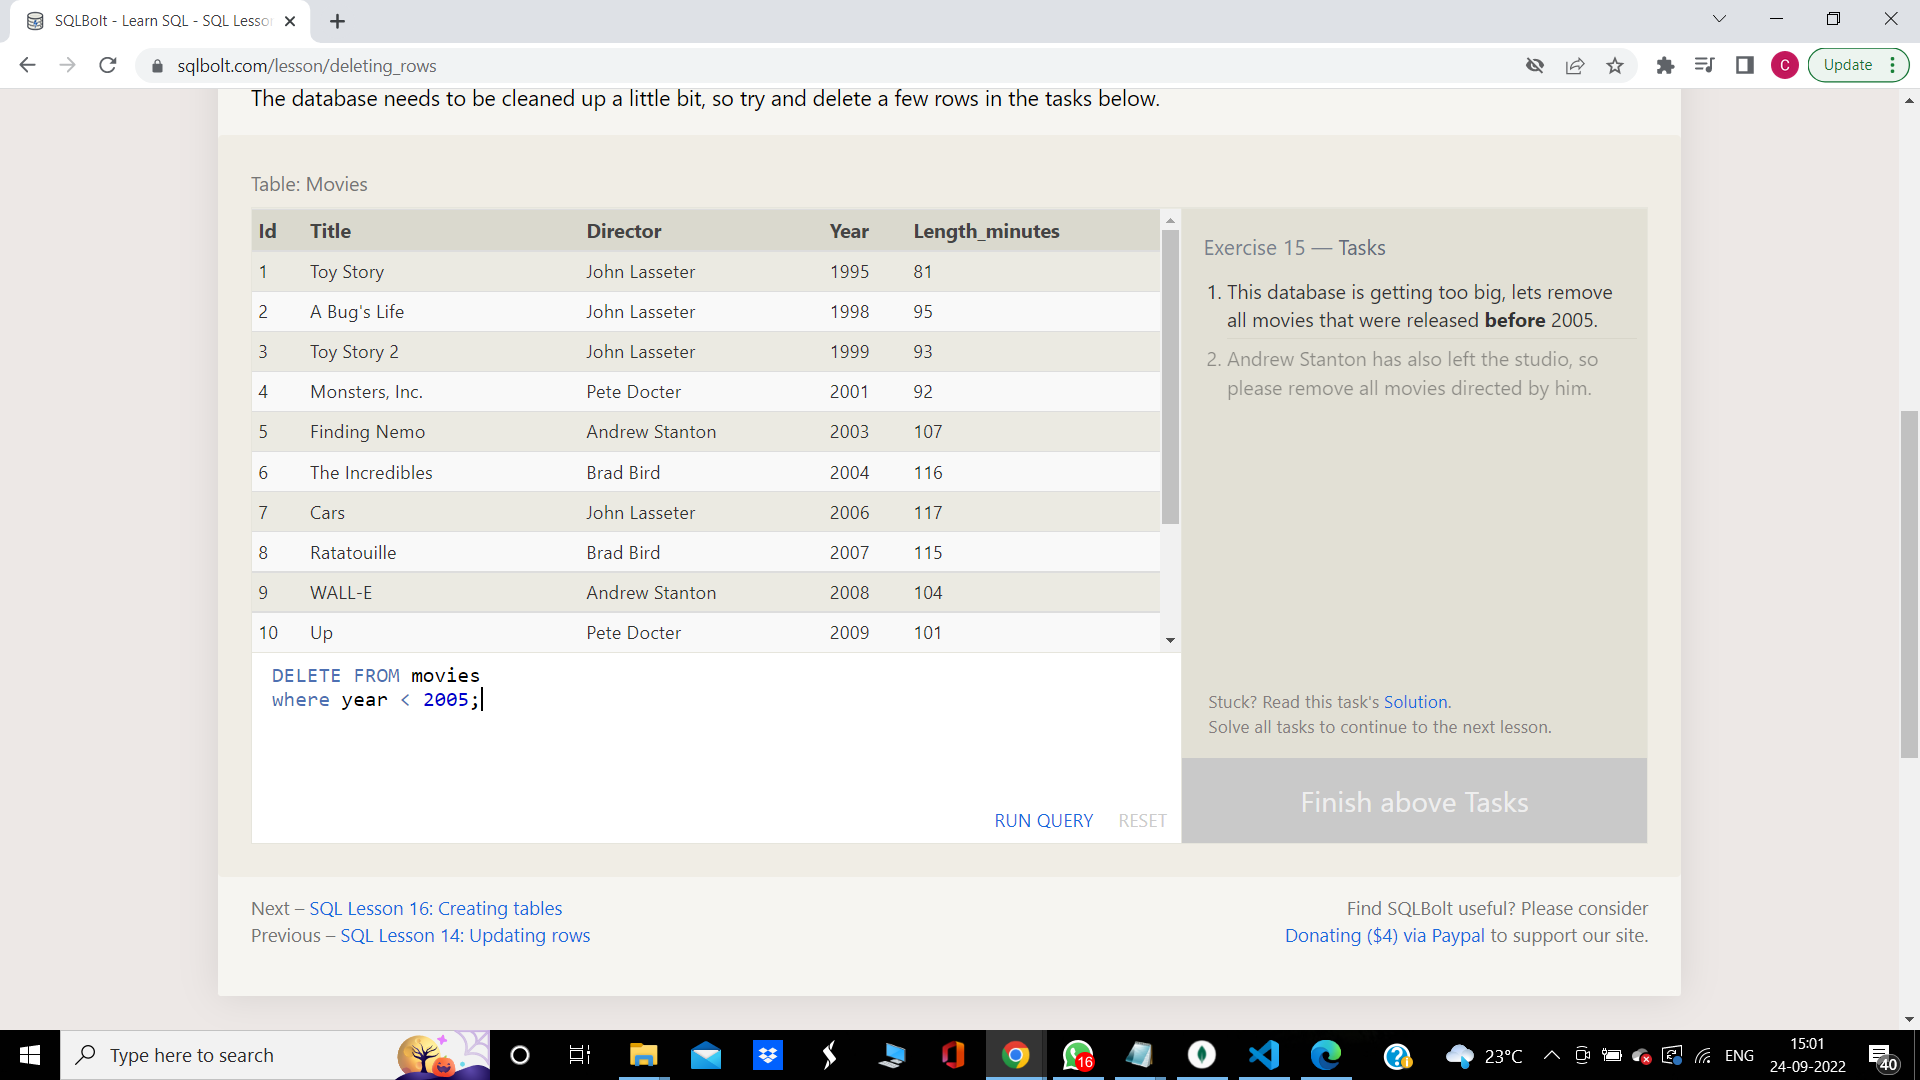 SQLBolt - Learn SQL - SQL Lesson
sqlbolt.com/lesson/deleting_rows
C
Update
The database needs to be cleaned up a little bit, so try and delete a few rows in the tasks below.
Table: Movies
Id Title Director Year Length_minutes
1 Toy Story John Lasseter 1995 81
2 A Bug's Life John Lasseter 1998 95
3 Toy Story 2 John Lasseter 1999 93
4 Monsters, Inc. Pete Docter 2001 92
5 Finding Nemo Andrew Stanton 2003 107
6 The Incredibles Brad Bird 2004 116
7 Cars John Lasseter 2006 117
8 Ratatouille Brad Bird 2007 115
9 WALL-E Andrew Stanton 2008 104
10 Up Pete Docter 2009 101
DELETE FROM movies
where year < 2005;
RUN QUERY RESET
Exercise 15 — Tasks
1. This database is getting too big, lets remove
all movies that were released before 2005.
2. Andrew Stanton has also left the studio, so
please remove all movies directed by him.
Stuck? Read this task's Solution.
Solve all tasks to continue to the next lesson.
Finish above Tasks
Next – SQL Lesson 16: Creating tables
Previous – SQL Lesson 14: Updating rows
Find SQLBolt useful? Please consider
Donating ($4) via Paypal to support our site.
Type here to search
16
23°C
ENG
15:01
24-09-2022
40